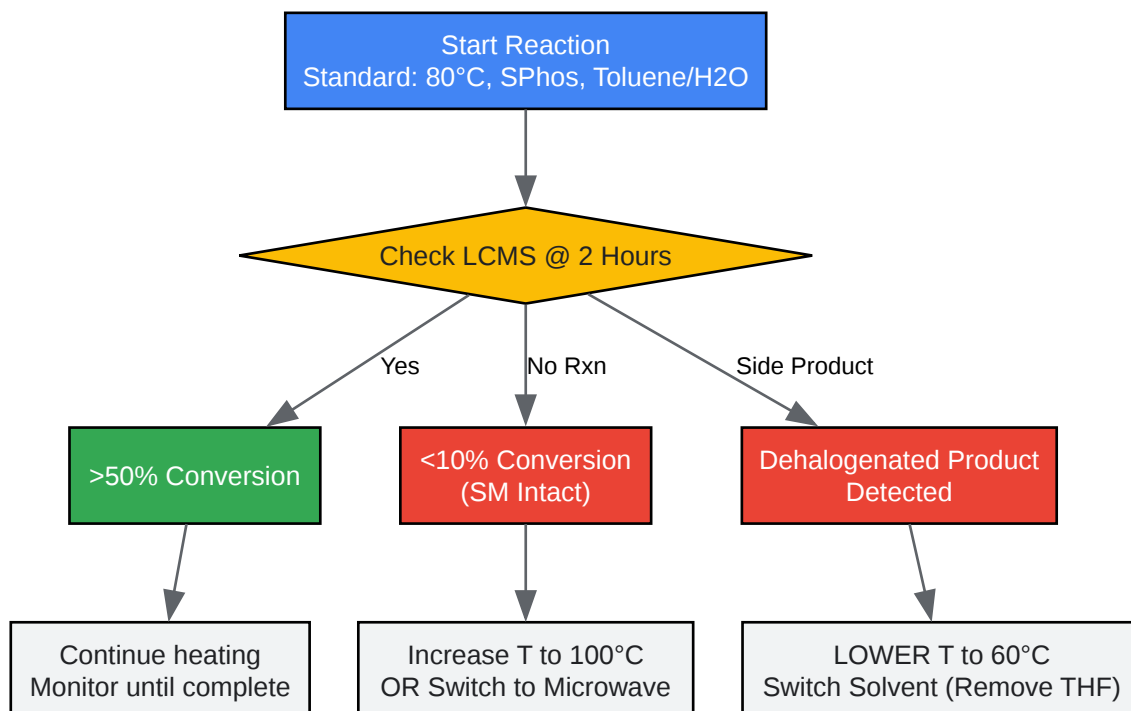 Start Reaction
Standard: 80°C, SPhos, Toluene/H2O
Check LCMS @ 2 Hours
Yes
No Rxn
Side Product
>50% Conversion
<10% Conversion
(SM Intact)
Dehalogenated Product
Detected
Continue heating
Monitor until complete
Increase T to 100°C
OR Switch to Microwave
LOWER T to 60°C
Switch Solvent (Remove THF)